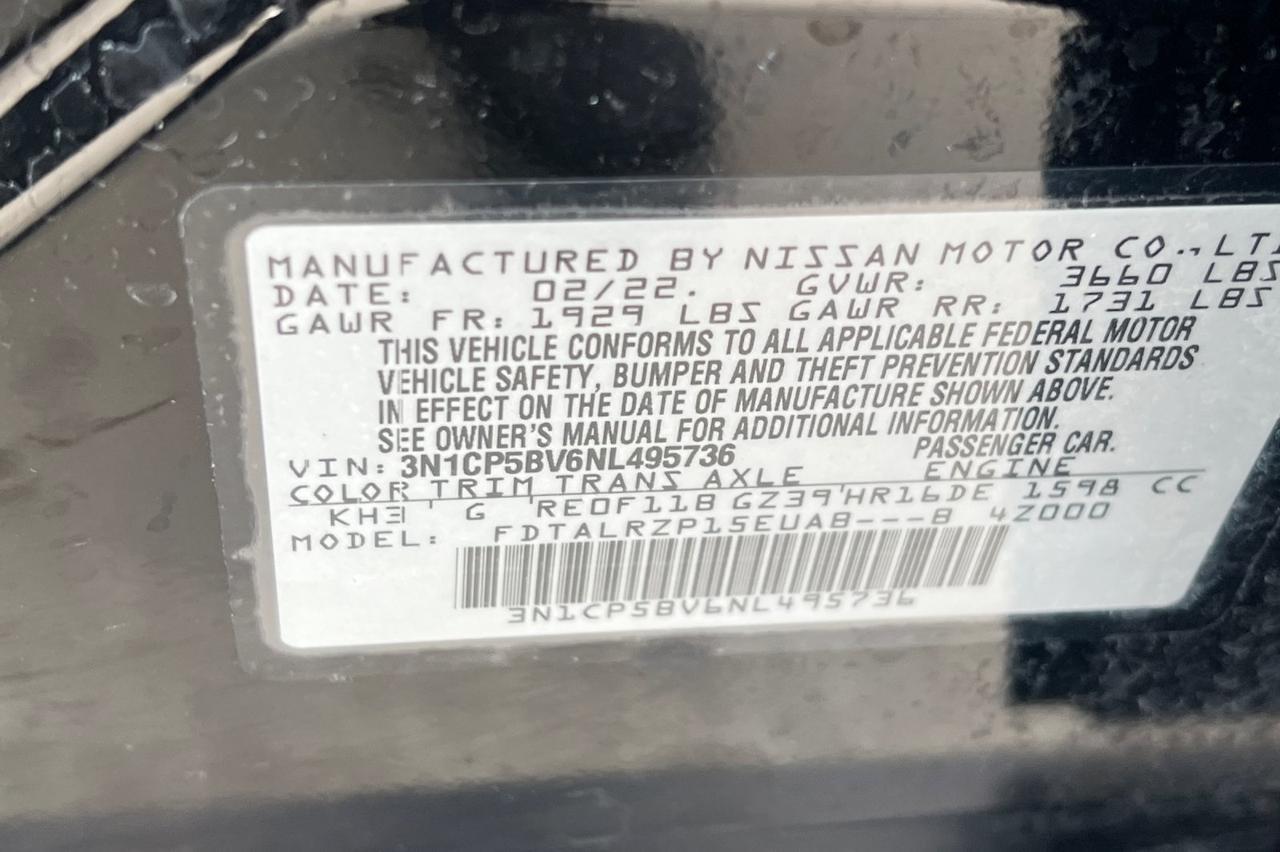 MANUFACTURED BY NISSAN MOTOR CO.,LT
DATE: 02/22. GVWR: 3660 LBS
GAWR FR: 1929 LBS GAWR RR: 1731 LBS
THIS VEHICLE CONFORMS TO ALL APPLICABLE FEDERAL MOTOR
VEHICLE SAFETY, BUMPER AND THEFT PREVENTION STANDARDS
IN EFFECT ON THE DATE OF MANUFACTURE SHOWN ABOVE.
SEE OWNER'S MANUAL FOR ADDITIONAL INFORMATION.
VIN: 3N1CP5BV6NL495736 PASSENGER CAR.
COLOR TRIM TRANS AXLE ENGINE
KH3 G RE0F11B GZ39 HR16DE 1598 CC
MODEL: FDTALRZP15EUAB---B 4Z000
3N1CP5BV6NL495736